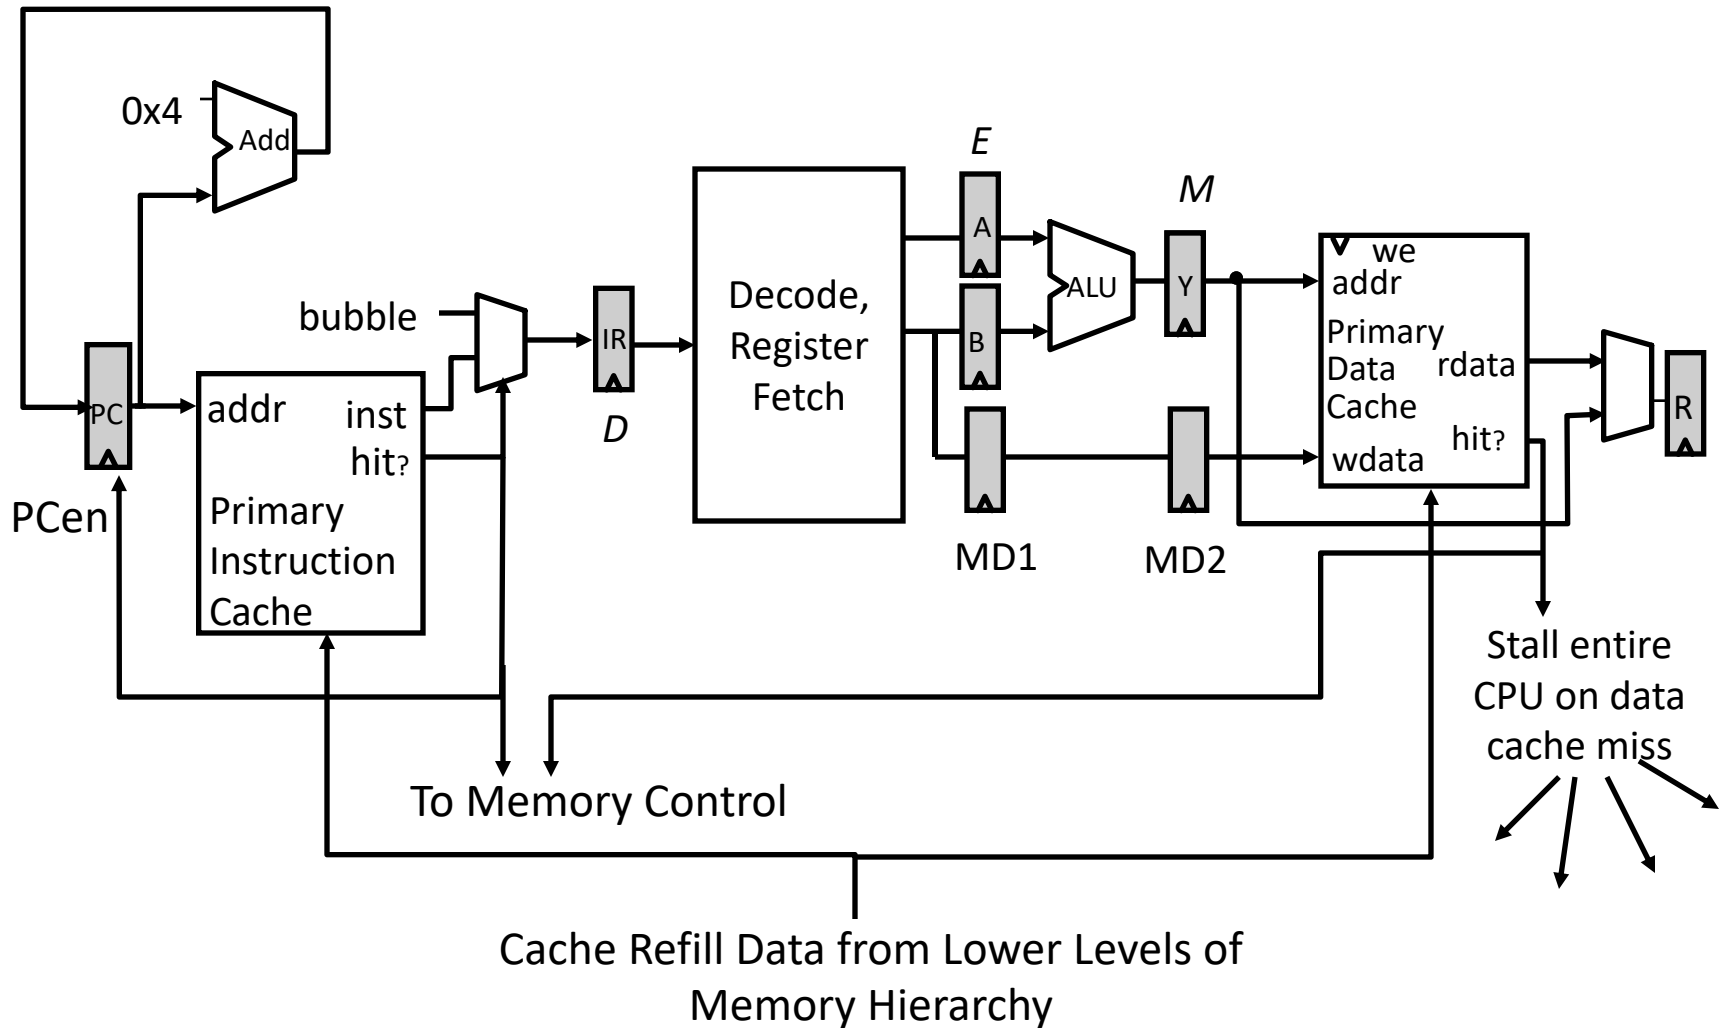 0x4
Add
E
M
bubble
PC
addr
inst
hit?
PCen
Primary
Instruction
Cache
IR
D
Decode,
Register
Fetch
A
B
ALU
Y
we
addr
Primary
Data
Cache
rdata
hit?
wdata
R
MD1
MD2
Stall entire
CPU on data
cache miss
To Memory Control
Cache Refill Data from Lower Levels of
Memory Hierarchy